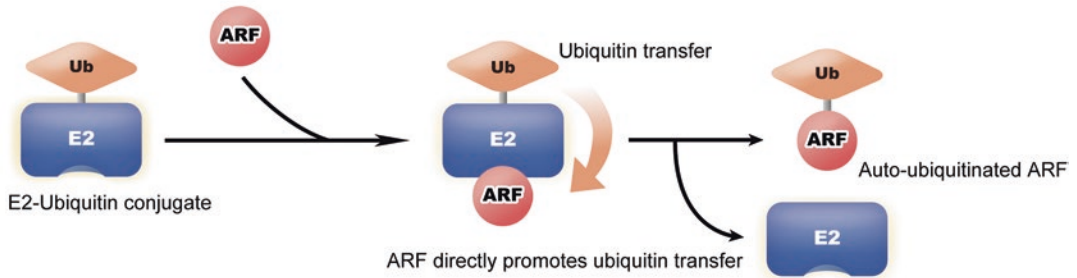 ARF
Ub
E2
E2-Ubiquitin conjugate
Ubiquitin transfer
Ub
E2
ARF
ARF directly promotes ubiquitin transfer
Ub
ARF
Auto-ubiquitinated ARF
E2